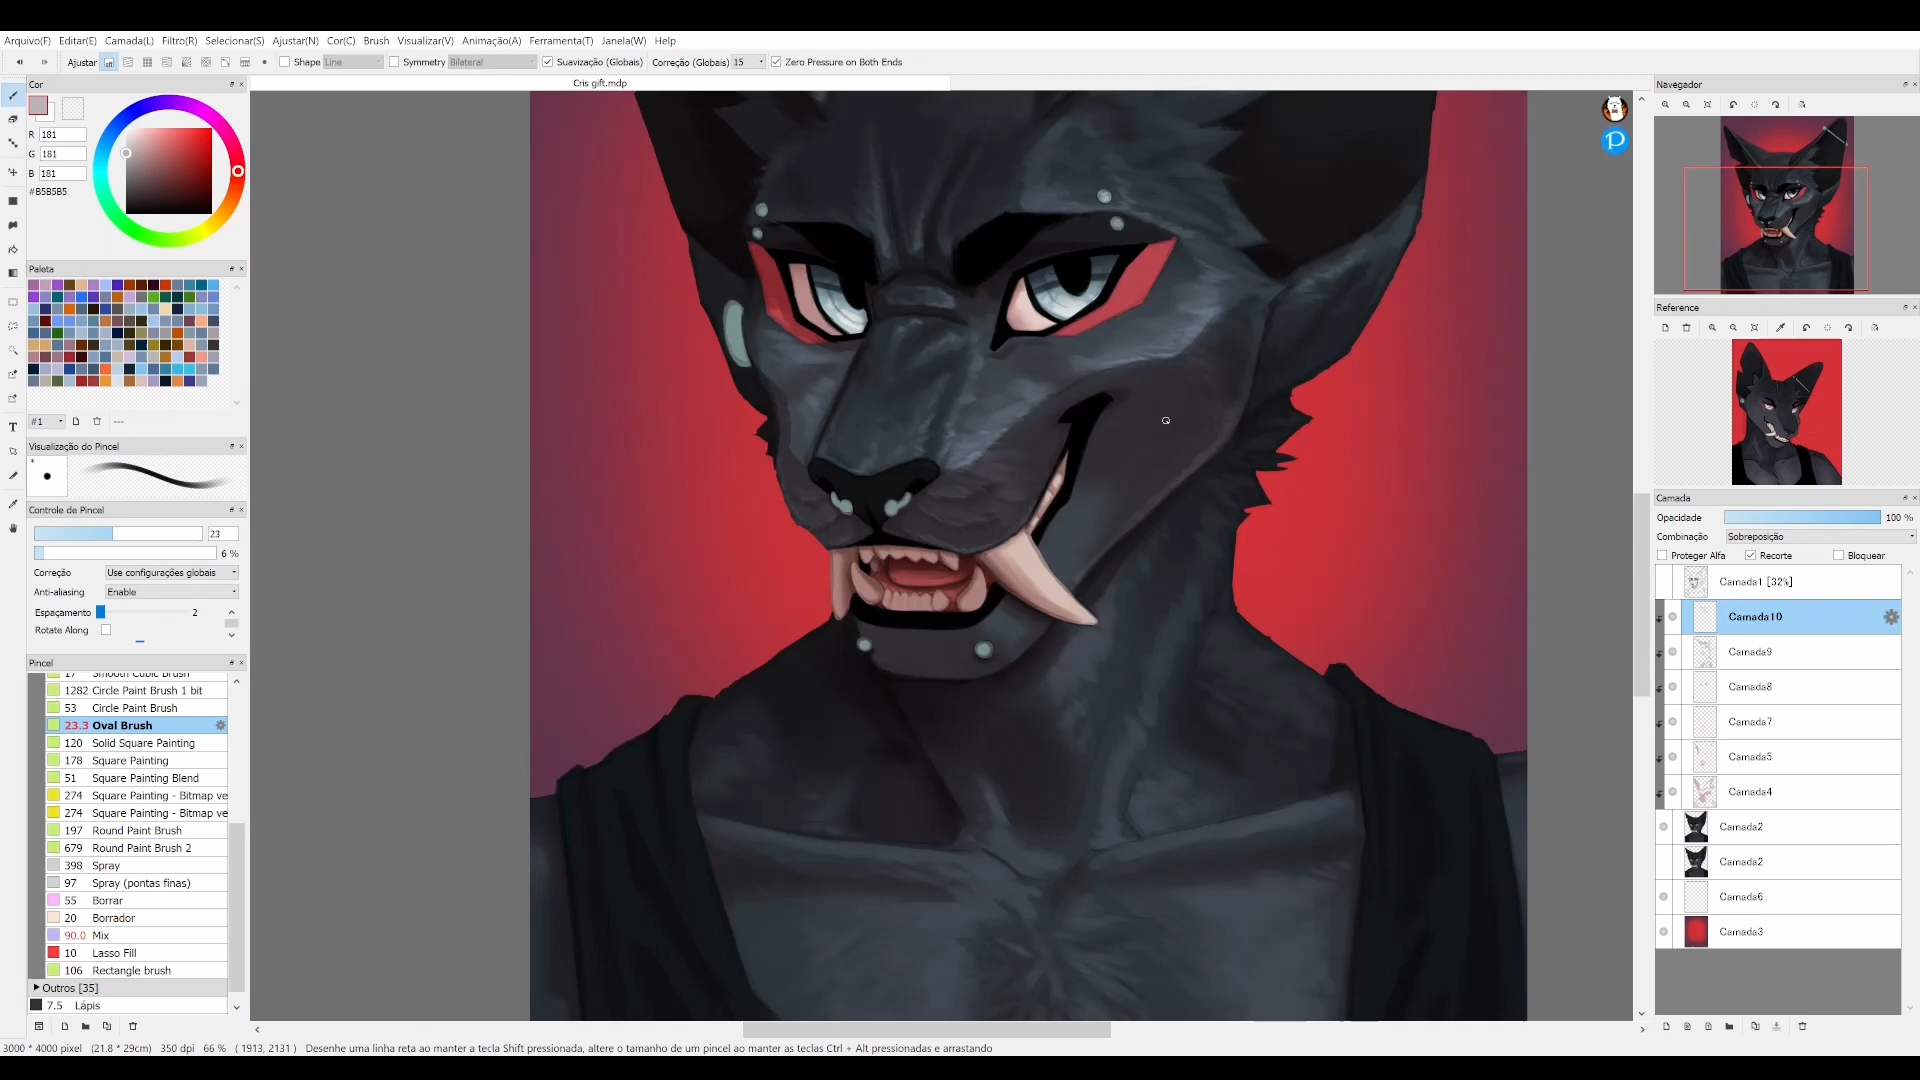 Arquivo(F) Editar(E) Camada(L) Filtro(R) Selecionar(S) Ajustar(N) Cor(C) Brush Visualizar(V) Animação(A) Ferramenta(T) Janela(W) Help
Ajustar Shape Line Symmetry Bilateral Suavização (Globais) Correção (Globais) 15 Zero Pressure on Both Ends
Cris gift.mdp
Cor
R 181
G 181
B 181
#B5B5B5
Paleta
#1
---
Visualização do Pincel
*
Controle de Pincel
23
6 %
Correção Use configurações globais
Anti-aliasing Enable
Espaçamento 2
Rotate Along
Pincel
17 Smooth Cubic Brush
1282 Circle Paint Brush 1 bit
53 Circle Paint Brush
23.3 Oval Brush
120 Solid Square Painting
178 Square Painting
51 Square Painting Blend
274 Square Painting - Bitmap ve
274 Square Painting - Bitmap ve
197 Round Paint Brush
679 Round Paint Brush 2
398 Spray
97 Spray (pontas finas)
55 Borrar
20 Borrador
90.0 Mix
10 Lasso Fill
106 Rectangle brush
Outros [35]
7.5 Lápis
T
P
Navegador
Reference
Camada
Opacidade 100 %
Combinação Sobreposição
Proteger Alfa Recorte Bloquear
Camada1 [32%]
Camada10
Camada9
Camada8
Camada7
Camada5
Camada4
Camada2
Camada2
Camada6
Camada3
3000 * 4000 pixel (21.8 * 29cm) 350 dpi 66 % ( 1913, 2131 ) Desenhe uma linha reta ao manter a tecla Shift pressionada, altere o tamanho de um pincel ao manter as teclas Ctrl + Alt pressionadas e arrastando